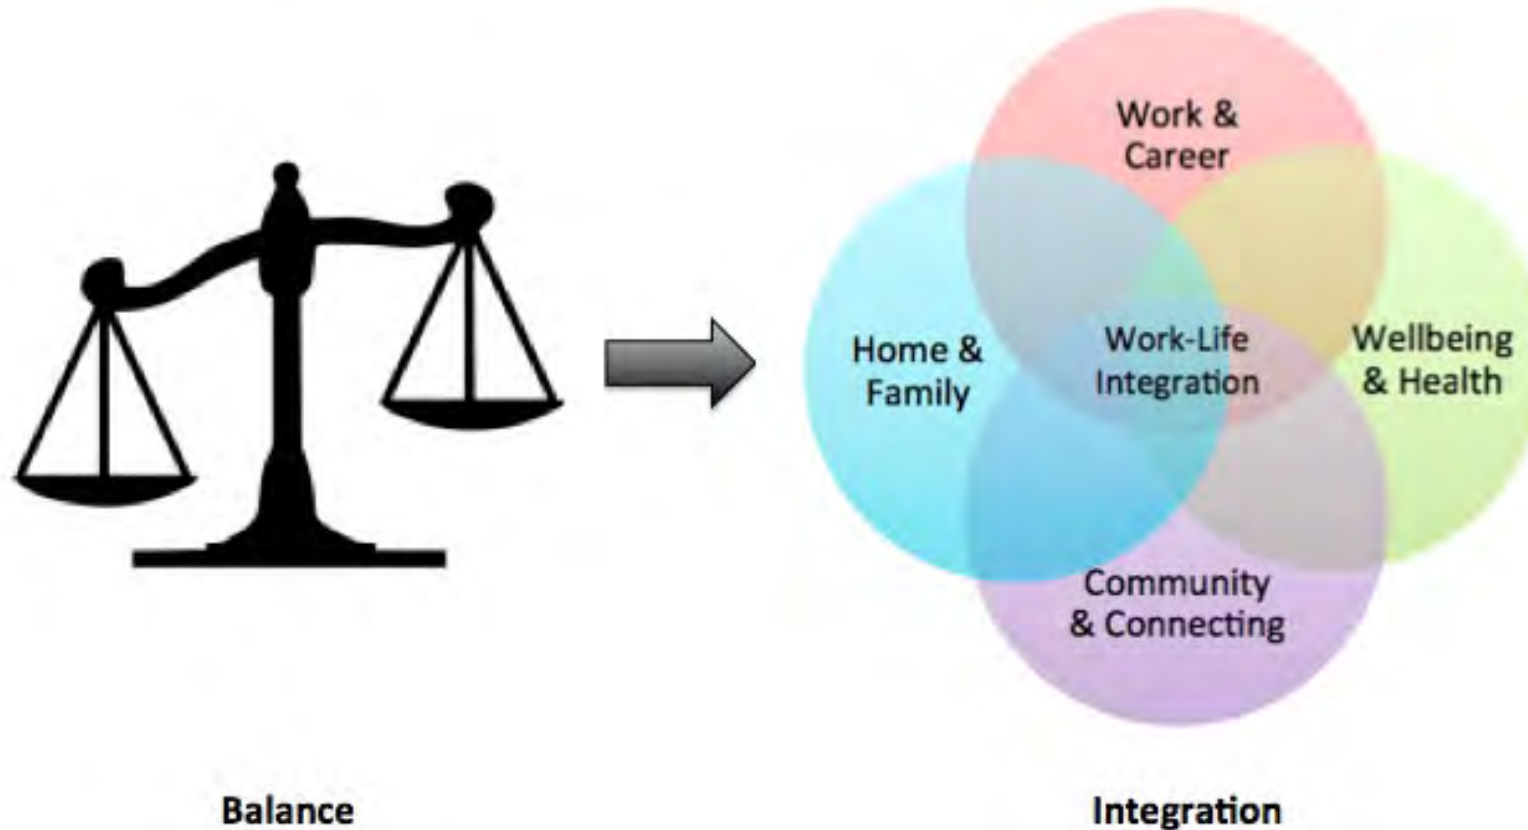 Work &
Career
Home &
Family
Work-Life
Integration
Wellbeing
& Health
Community
& Connecting
Balance
Integration